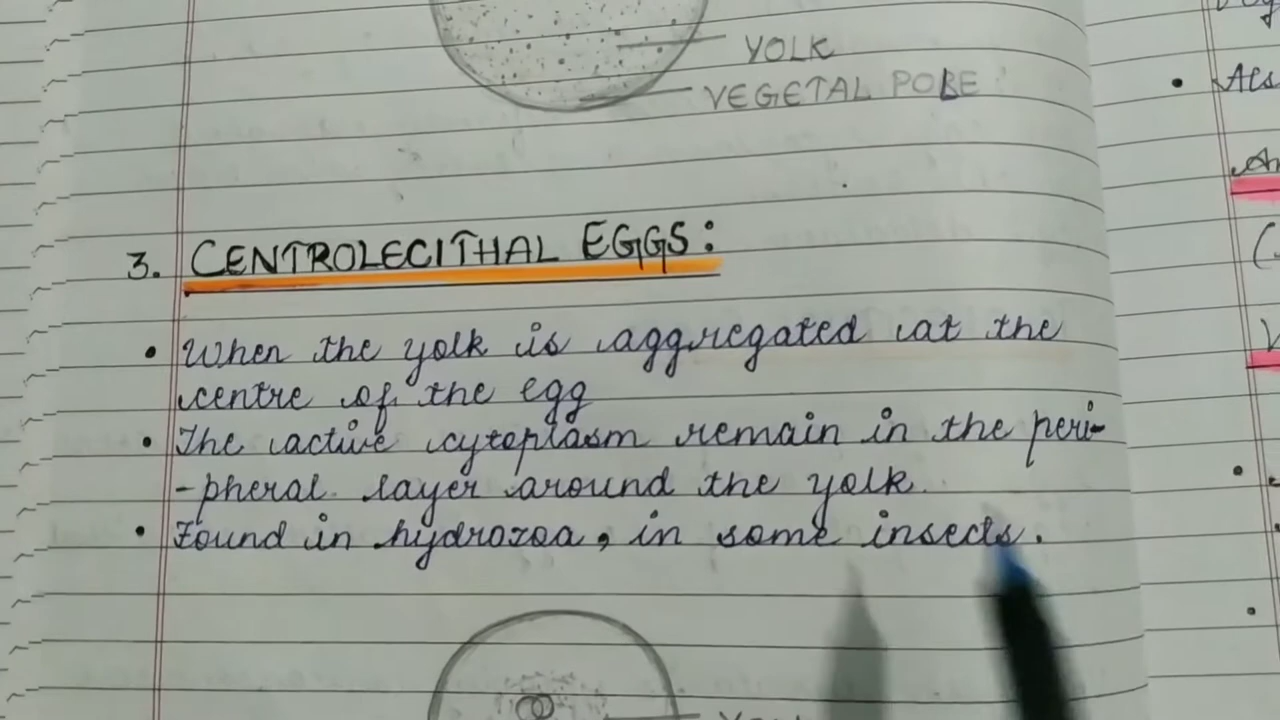 YOLK
VEGETAL POLE
3. CENTROLECITHAL EGGS:
• When the yolk is aggregated at the
centre of the egg
• The active cytoplasm remain in the peri-
-pheral layer around the yolk.
• Found in hydrozoa, in some insects.
• Als